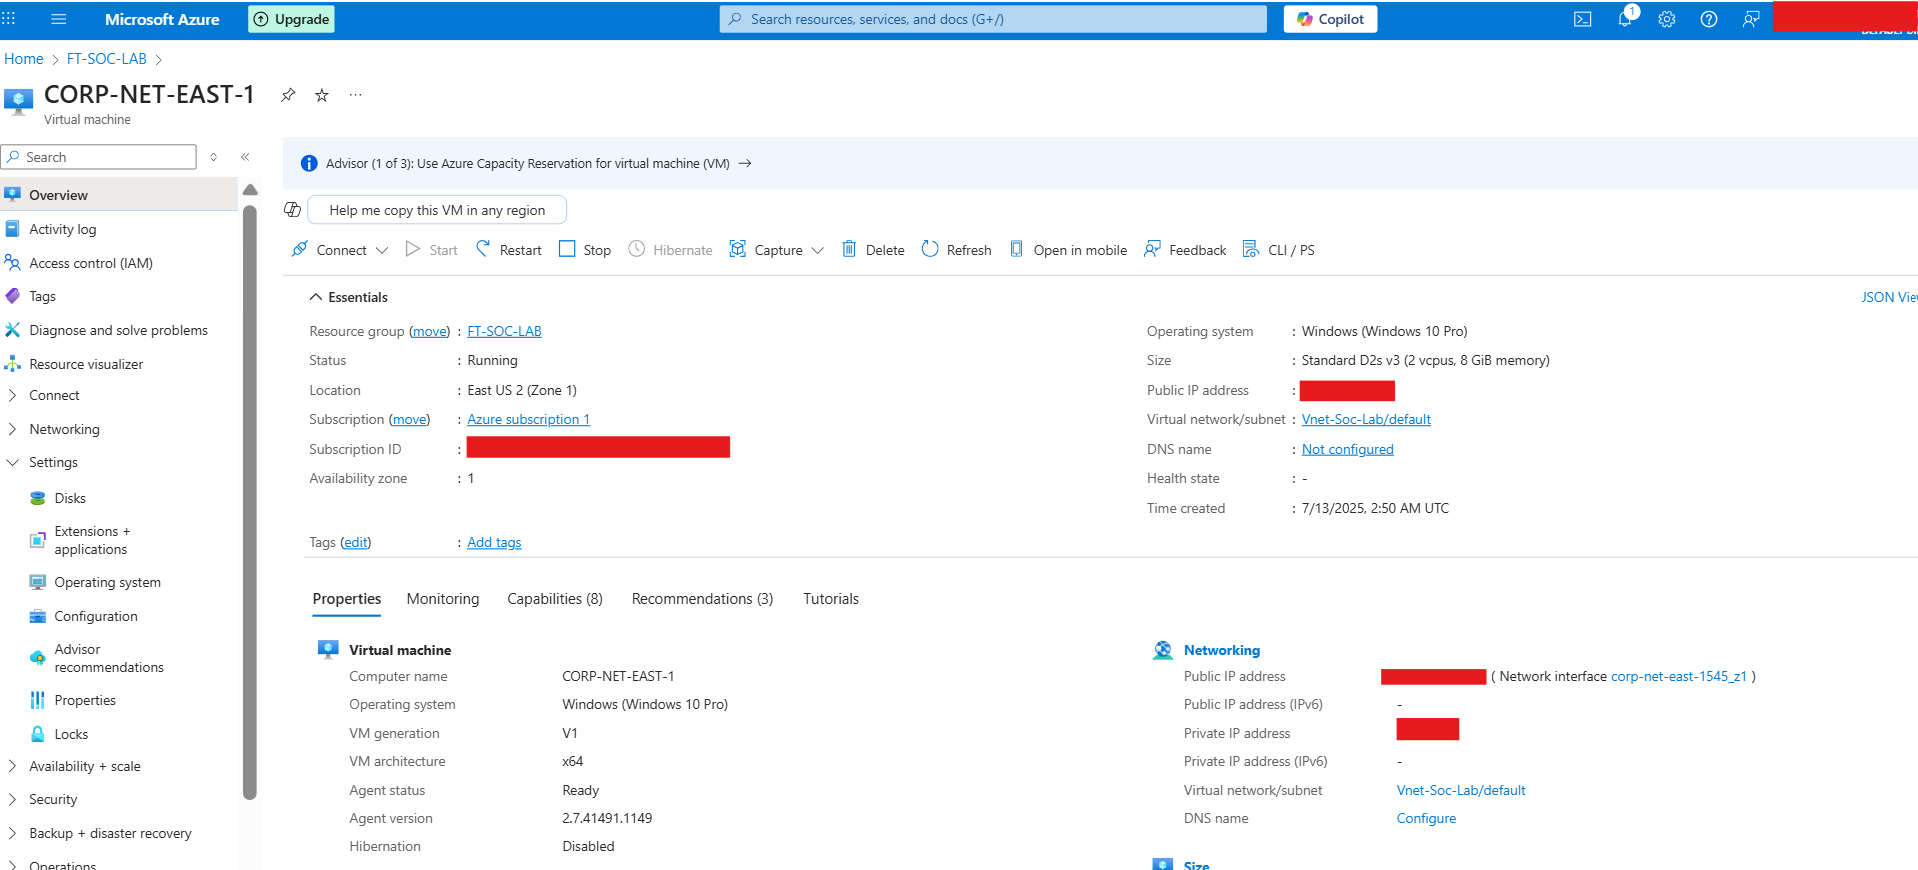 Microsoft Azure
Upgrade
Search resources, services, and docs (G+/)
Copilot
1
Home > FT-SOC-LAB >
CORP-NET-EAST-1
Virtual machine
Search
Overview
Activity log
Access control (IAM)
Tags
Diagnose and solve problems
Resource visualizer
Connect
Networking
Settings
Disks
Extensions +
applications
Operating system
Configuration
Advisor
recommendations
Properties
Locks
Availability + scale
Security
Backup + disaster recovery
Operations
Advisor (1 of 3): Use Azure Capacity Reservation for virtual machine (VM) →
Help me copy this VM in any region
Connect Start Restart Stop Hibernate Capture Delete Refresh Open in mobile Feedback CLI / PS
Essentials
JSON Vie
Resource group (move) : FT-SOC-LAB
Status : Running
Location : East US 2 (Zone 1)
Subscription (move) : Azure subscription 1
Subscription ID :
Availability zone : 1
Operating system : Windows (Windows 10 Pro)
Size : Standard D2s v3 (2 vcpus, 8 GiB memory)
Public IP address :
Virtual network/subnet : Vnet-Soc-Lab/default
DNS name : Not configured
Health state : -
Time created : 7/13/2025, 2:50 AM UTC
Tags (edit) : Add tags
Properties Monitoring Capabilities (8) Recommendations (3) Tutorials
Virtual machine
Computer name CORP-NET-EAST-1
Operating system Windows (Windows 10 Pro)
VM generation V1
VM architecture x64
Agent status Ready
Agent version 2.7.41491.1149
Hibernation Disabled
Networking
Public IP address ( Network interface corp-net-east-1545_z1 )
Public IP address (IPv6) -
Private IP address
Private IP address (IPv6) -
Virtual network/subnet Vnet-Soc-Lab/default
DNS name Configure
Size